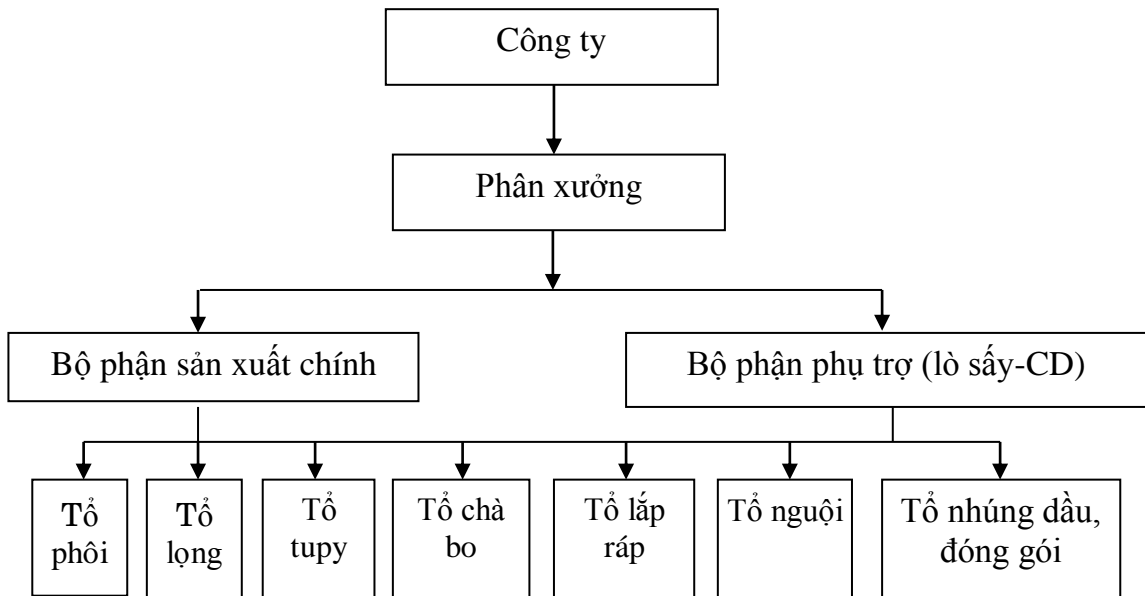 Công ty
Phân xưởng
Bộ phận sản xuất chính
Bộ phận phụ trợ (lò sấy-CD)
Tổ
phôi
Tổ
lọng
Tổ
tupy
Tổ chà
bo
Tổ lắp
ráp
Tổ nguội
Tổ nhúng dầu,
đóng gói